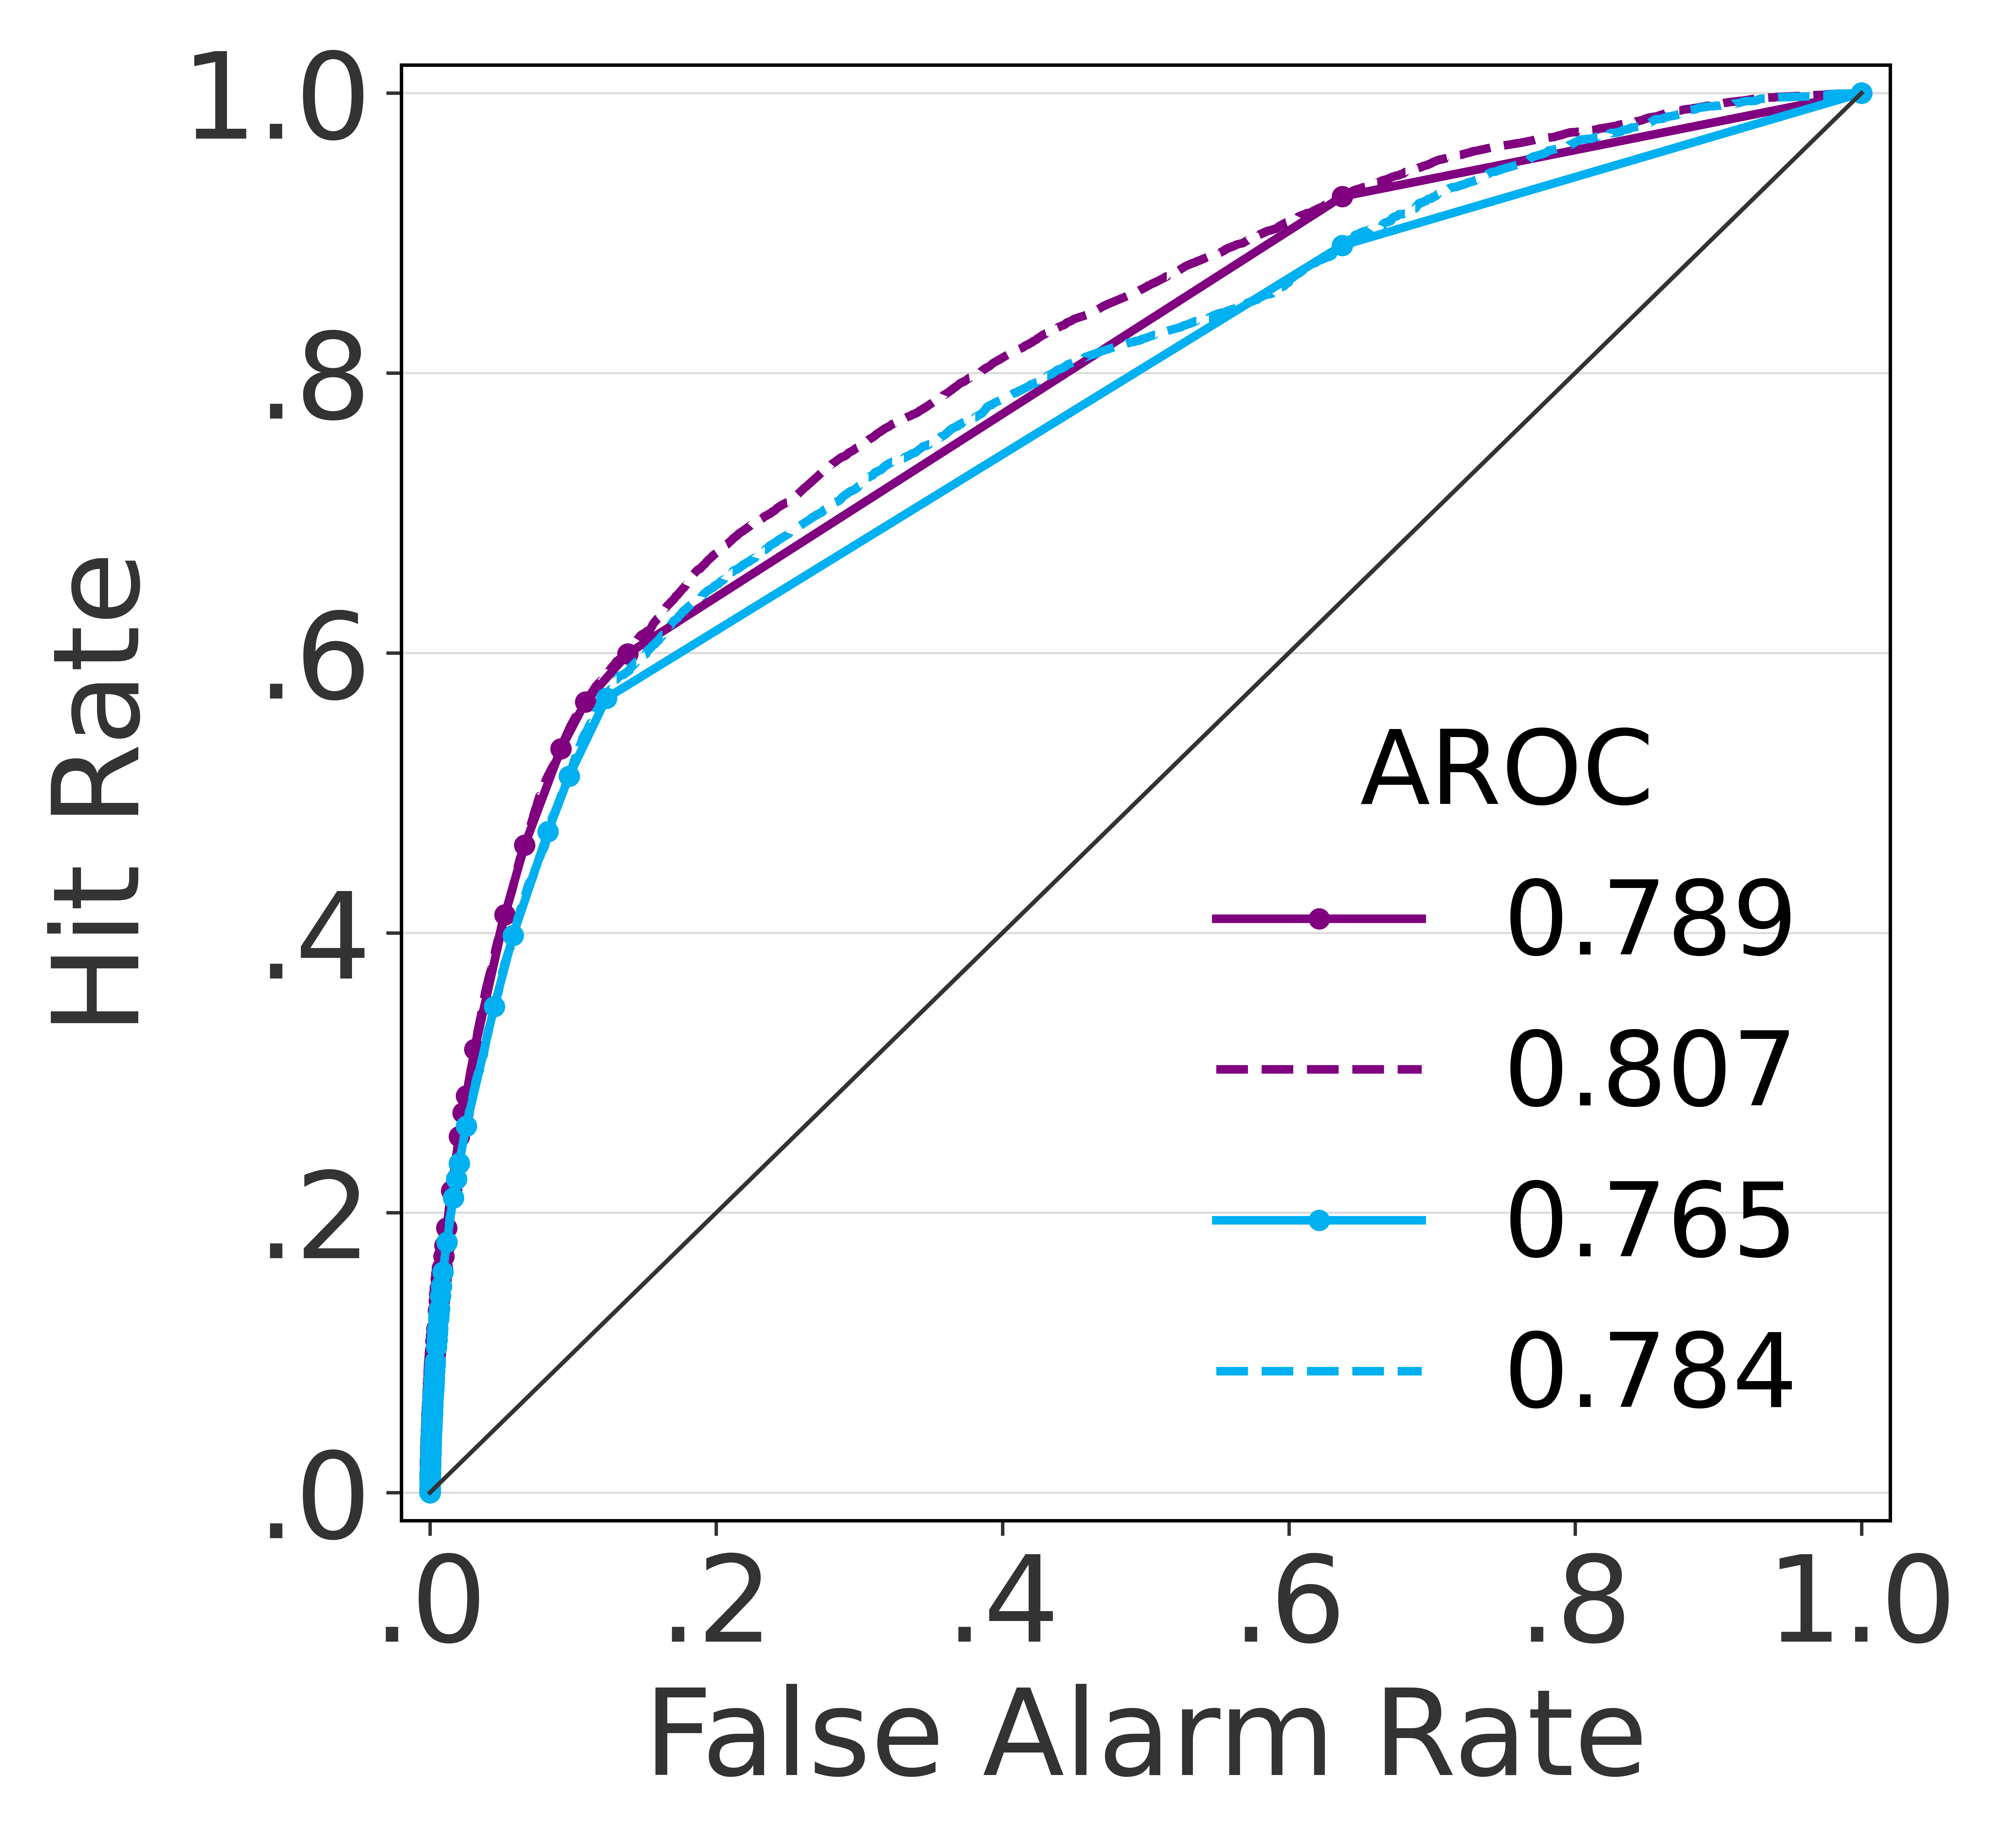 1.0
.8
.6
.4
.2
.0
Hit Rate
AROC
0.789
0.807
0.765
0.784
.0 .2 .4 .6 .8 1.0
False Alarm Rate